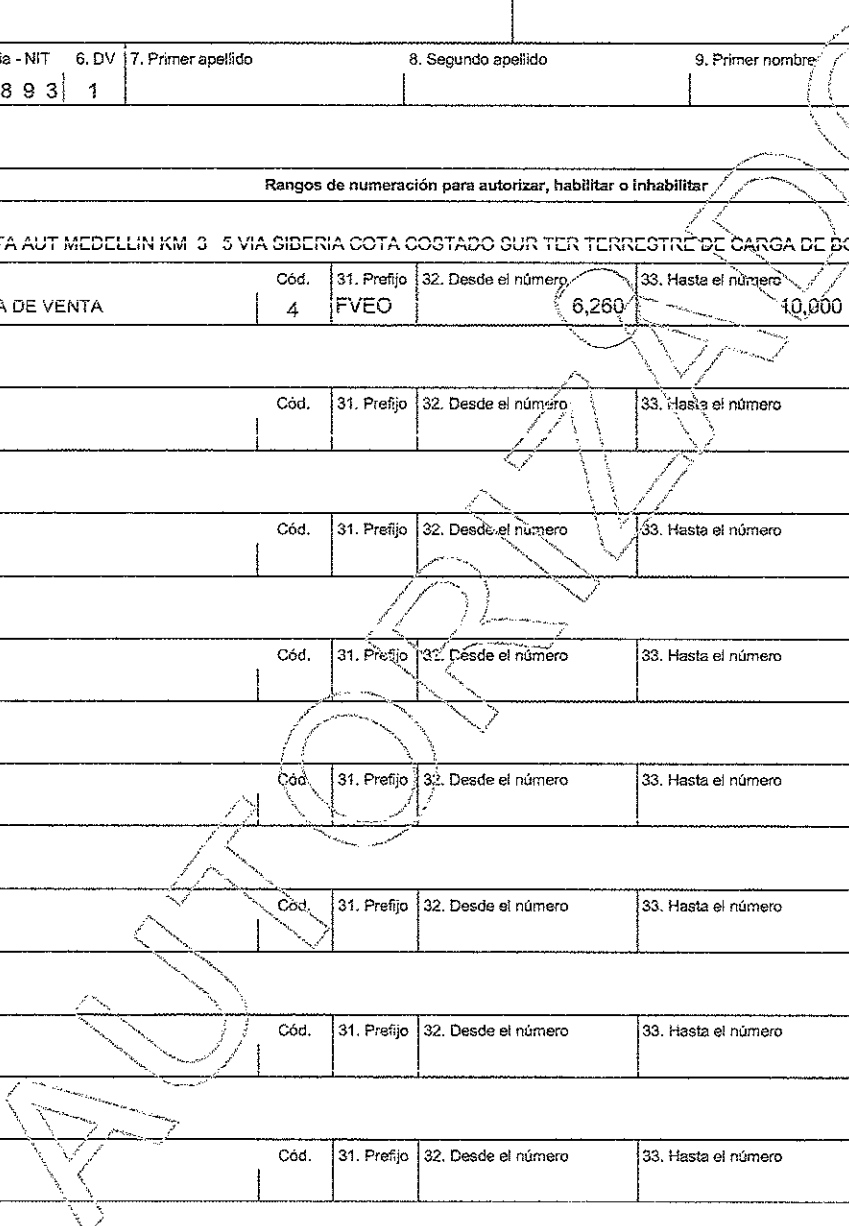 ia - NIT 6. DV 7. Primer apellido 8. Segundo apellido 9. Primer nombre
8 9 3 1
Rangos de numeración para autorizar, habilitar o inhabilitar
TA AUT MEDELLIN KM 3 5 VIA SIBERIA COTA COSTADO SUR TER TERRESTRE DE CARGA DE BO
Cód. 31. Prefijo 32. Desde el número 33. Hasta el número
A DE VENTA 4 FVEO 6,260 10,000
Cód. 31. Prefijo 32. Desde el número 33. Hasta el número
Cód. 31. Prefijo 32. Desde el número 33. Hasta el número
Cód. 31. Prefijo 32. Desde el número 33. Hasta el número
Cód. 31. Prefijo 32. Desde el número 33. Hasta el número
Cód. 31. Prefijo 32. Desde el número 33. Hasta el número
Cód. 31. Prefijo 32. Desde el número 33. Hasta el número
Cód. 31. Prefijo 32. Desde el número 33. Hasta el número
AUTORIZADO